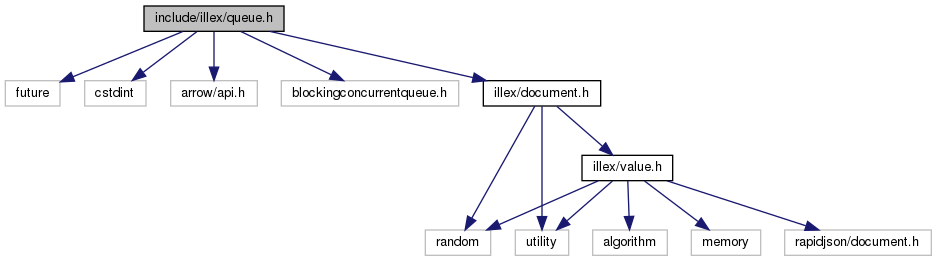 include/illex/queue.h
future
cstdint
arrow/api.h
blockingconcurrentqueue.h
illex/document.h
illex/value.h
random
utility
algorithm
memory
rapidjson/document.h